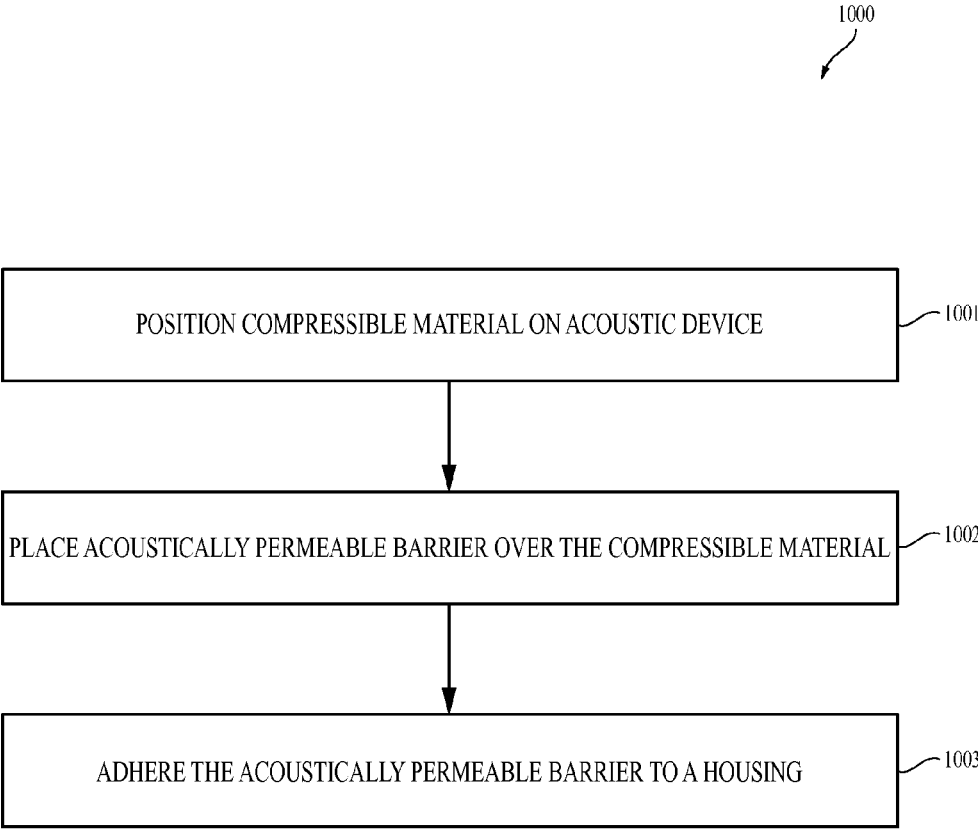 1000
POSITION COMPRESSIBLE MATERIAL ON ACOUSTIC DEVICE
1001
PLACE ACOUSTICALLY PERMEABLE BARRIER OVER THE COMPRESSIBLE MATERIAL
1002
ADHERE THE ACOUSTICALLY PERMEABLE BARRIER TO A HOUSING
1003